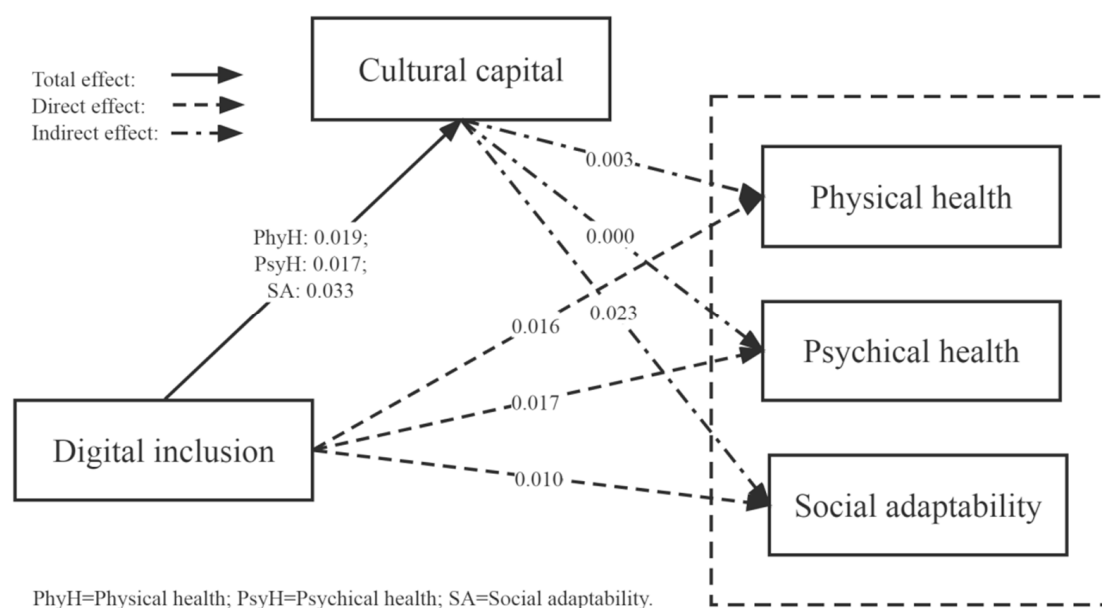 Cultural capital
Total effect:
Direct effect:
Indirect effect:
0.003
Physical health
0.000
PhyH: 0.019;
PsyH: 0.017;
SA: 0.033
0.016
0.023
Psychical health
0.017
Digital inclusion
0.010
Social adaptability
PhyH=Physical health; PsyH=Psychical health; SA=Social adaptability.